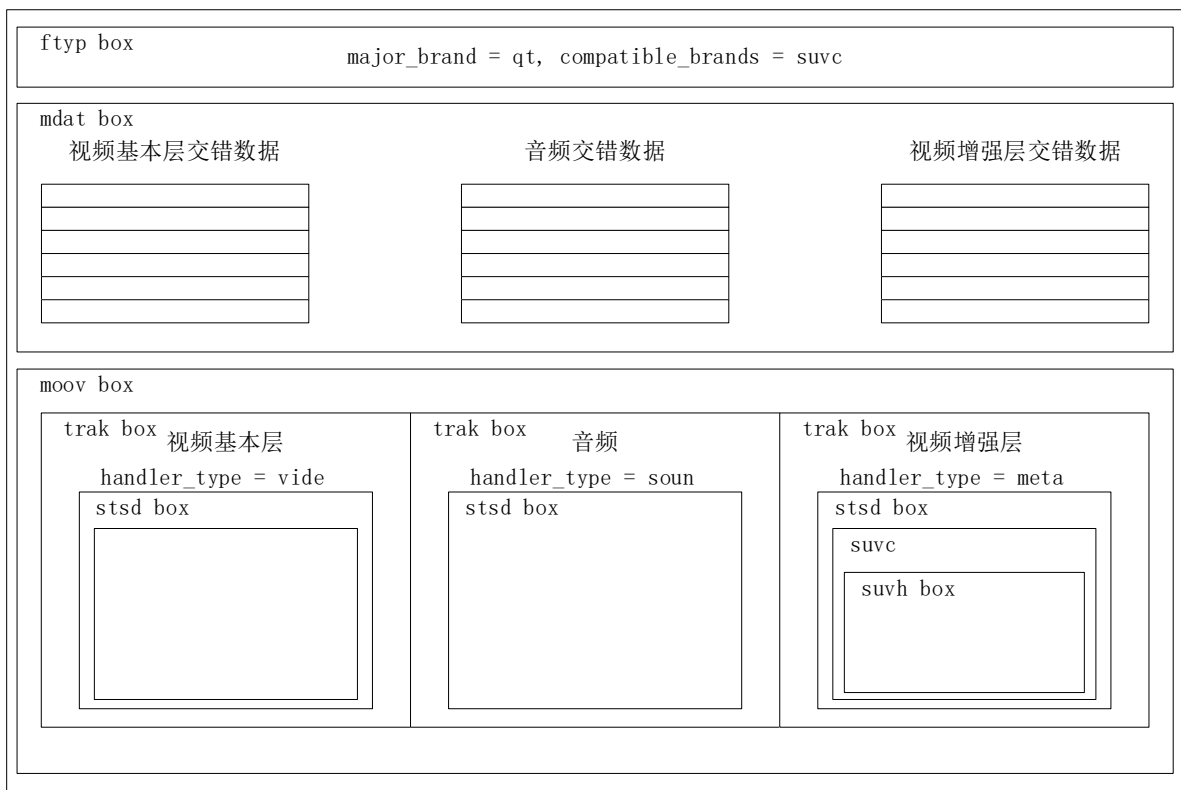 ftyp box
major_brand = qt, compatible_brands = suvc
mdat box
视频基本层交错数据
音频交错数据
视频增强层交错数据
moov box
trak box 视频基本层
handler_type = vide
stsd box
trak box 音频
handler_type = soun
stsd box
trak box 视频增强层
handler_type = meta
stsd box
suvc
suvh box